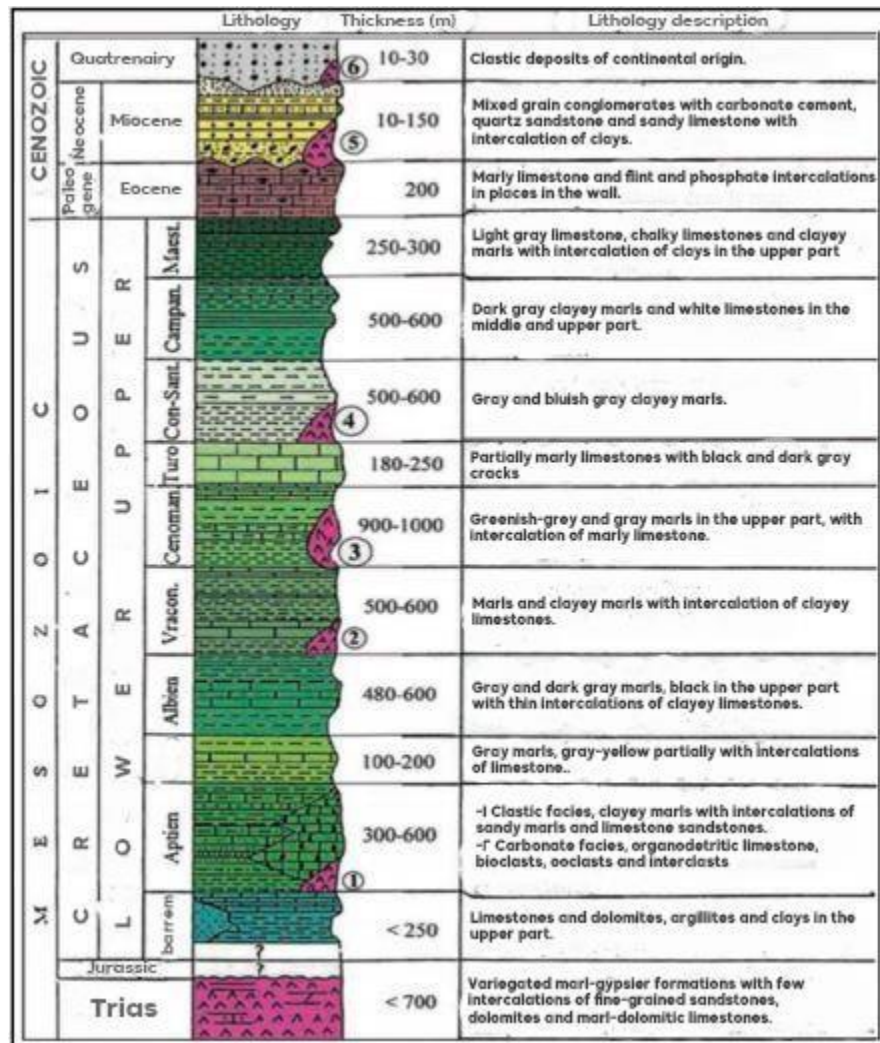 Lithology Thickness (m) Lithology description
CENOZOIC
Neocene
Paleo
gene
Quatrenairy
⑥
10-30
Clastic deposits of continental origin.
Miocene
⑤
10-150
Mixed grain conglomerates with carbonate cement,
quartz sandstone and sandy limestone with
intercalation of clays.
Eocene
200
Marly limestone and flint and phosphate intercalations
in places in the wall.
MESOZOIC
CRETACEOUS
UPPER
Maest.
250-300
Light gray limestone, chalky limestones and clayey
marls with intercalation of clays in the upper part
Campan.
500-600
Dark gray clayey marls and white limestones in the
middle and upper part.
Con-Sant.
④
500-600
Gray and bluish gray clayey marls.
Turo
180-250
Partially marly limestones with black and dark gray
cracks
Cenoman.
③
900-1000
Greenish-grey and gray marls in the upper part, with
intercalation of marly limestone.
LOWER
Vracon.
②
500-600
Marls and clayey marls with intercalation of clayey
limestones.
Albien
480-600
Gray and dark gray marls, black in the upper part
with thin intercalations of clayey limestones.
100-200
Gray marls, gray-yellow partially with intercalations
of limestone..
Aptien
①
300-600
-I Clastic facies, clayey marls with intercalations of
sandy marls and limestone sandstones.
-Γ Carbonate facies, organodetritic limestone,
bioclasts, ooclasts and interclasts
barrem
< 250
Limestones and dolomites, argillites and clays in the
upper part.
?
Jurassic
?
Trias
< 700
Variegated marl-gypsier formations with few
intercalations of fine-grained sandstones,
dolomites and marl-dolomitic limestones.